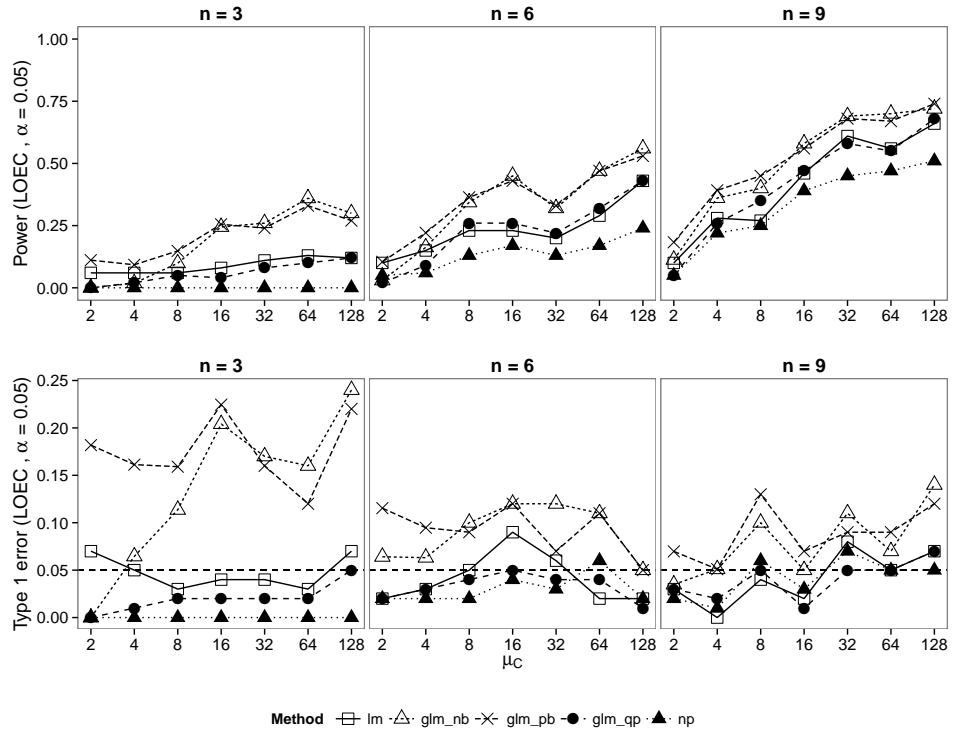 n = 3
n = 6
n = 9
Power (LOEC , α = 0.05)
1.00
0.75
0.50
0.25
0.00
2 4 8 16 32 64 128
2 4 8 16 32 64 128
2 4 8 16 32 64 128
n = 3
n = 6
n = 9
Type 1 error (LOEC , α = 0.05)
0.25
0.20
0.15
0.10
0.05
0.00
2 4 8 16 32 64 128
2 4 8 16 32 64 128
2 4 8 16 32 64 128
μC
Method lm glm_nb glm_pb glm_qp np